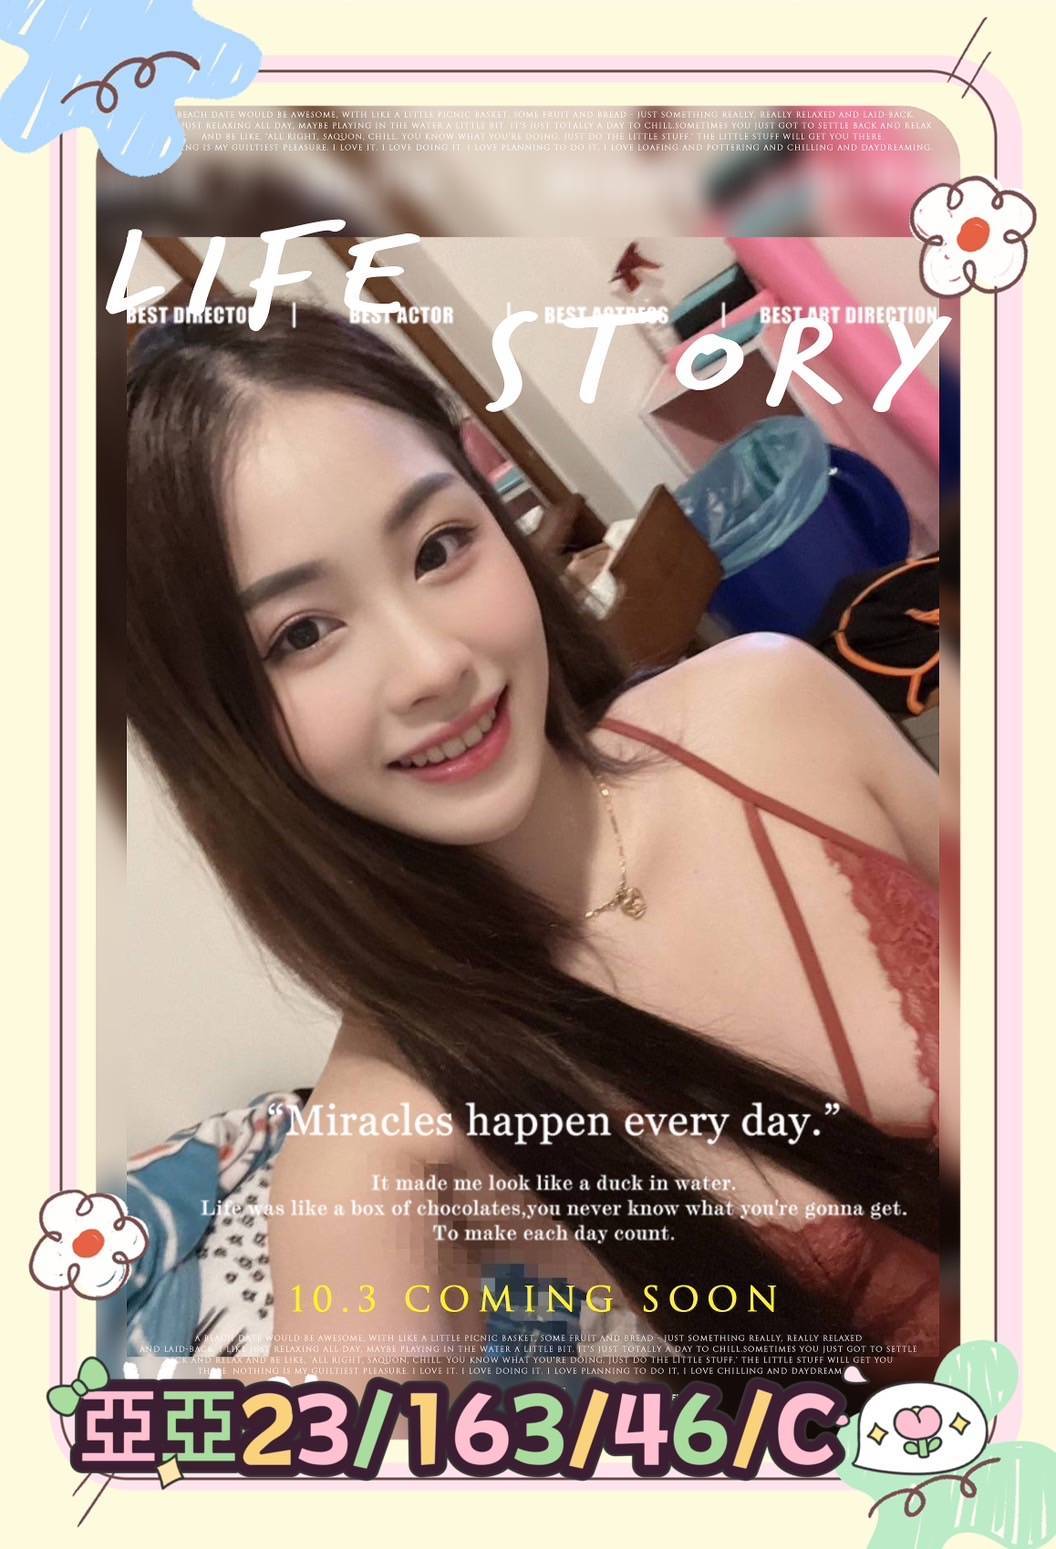 BEACH DATE WOULD BE AWESOME, WITH LIKE A LITTLE PICNIC BASKET, SOME FRUIT AND BREAD - JUST SOMETHING REALLY, REALLY RELAXED AND LAID-BACK.
JUST RELAXING ALL DAY, MAYBE PLAYING IN THE WATER A LITTLE BIT. IT'S JUST TOTALLY A DAY TO CHILL.SOMETIMES YOU JUST GOT TO SETTLE BACK AND RELAX
AND BE LIKE, 'ALL RIGHT, SAQUON, CHILL. YOU KNOW WHAT YOU'RE DOING. JUST DO THE LITTLE STUFF.' THE LITTLE STUFF WILL GET YOU THERE.
NG IS MY GUILTIEST PLEASURE. I LOVE IT. I LOVE DOING IT. I LOVE PLANNING TO DO IT, I LOVE LOAFING AND POTTERING AND CHILLING AND DAYDREAMING.
LIFE
BEST DIRECTOR | BEST ACTOR | BEST ACTRESS | BEST ART DIRECTION
STORY
“Miracles happen every day.”
It made me look like a duck in water.
Life was like a box of chocolates,you never know what you're gonna get.
To make each day count.
10.3 COMING SOON
A BEACH DATE WOULD BE AWESOME, WITH LIKE A LITTLE PICNIC BASKET, SOME FRUIT AND BREAD - JUST SOMETHING REALLY, REALLY RELAXED
AND LAID-BACK. I LIKE JUST RELAXING ALL DAY, MAYBE PLAYING IN THE WATER A LITTLE BIT. IT'S JUST TOTALLY A DAY TO CHILL.SOMETIMES YOU JUST GOT TO SETTLE
BACK AND RELAX AND BE LIKE, 'ALL RIGHT, SAQUON, CHILL. YOU KNOW WHAT YOU'RE DOING. JUST DO THE LITTLE STUFF.' THE LITTLE STUFF WILL GET YOU
THERE. NOTHING IS MY GUILTIEST PLEASURE. I LOVE IT. I LOVE DOING IT. I LOVE PLANNING TO DO IT, I LOVE CHILLING AND DAYDREAM
亞亞23/163/46/C